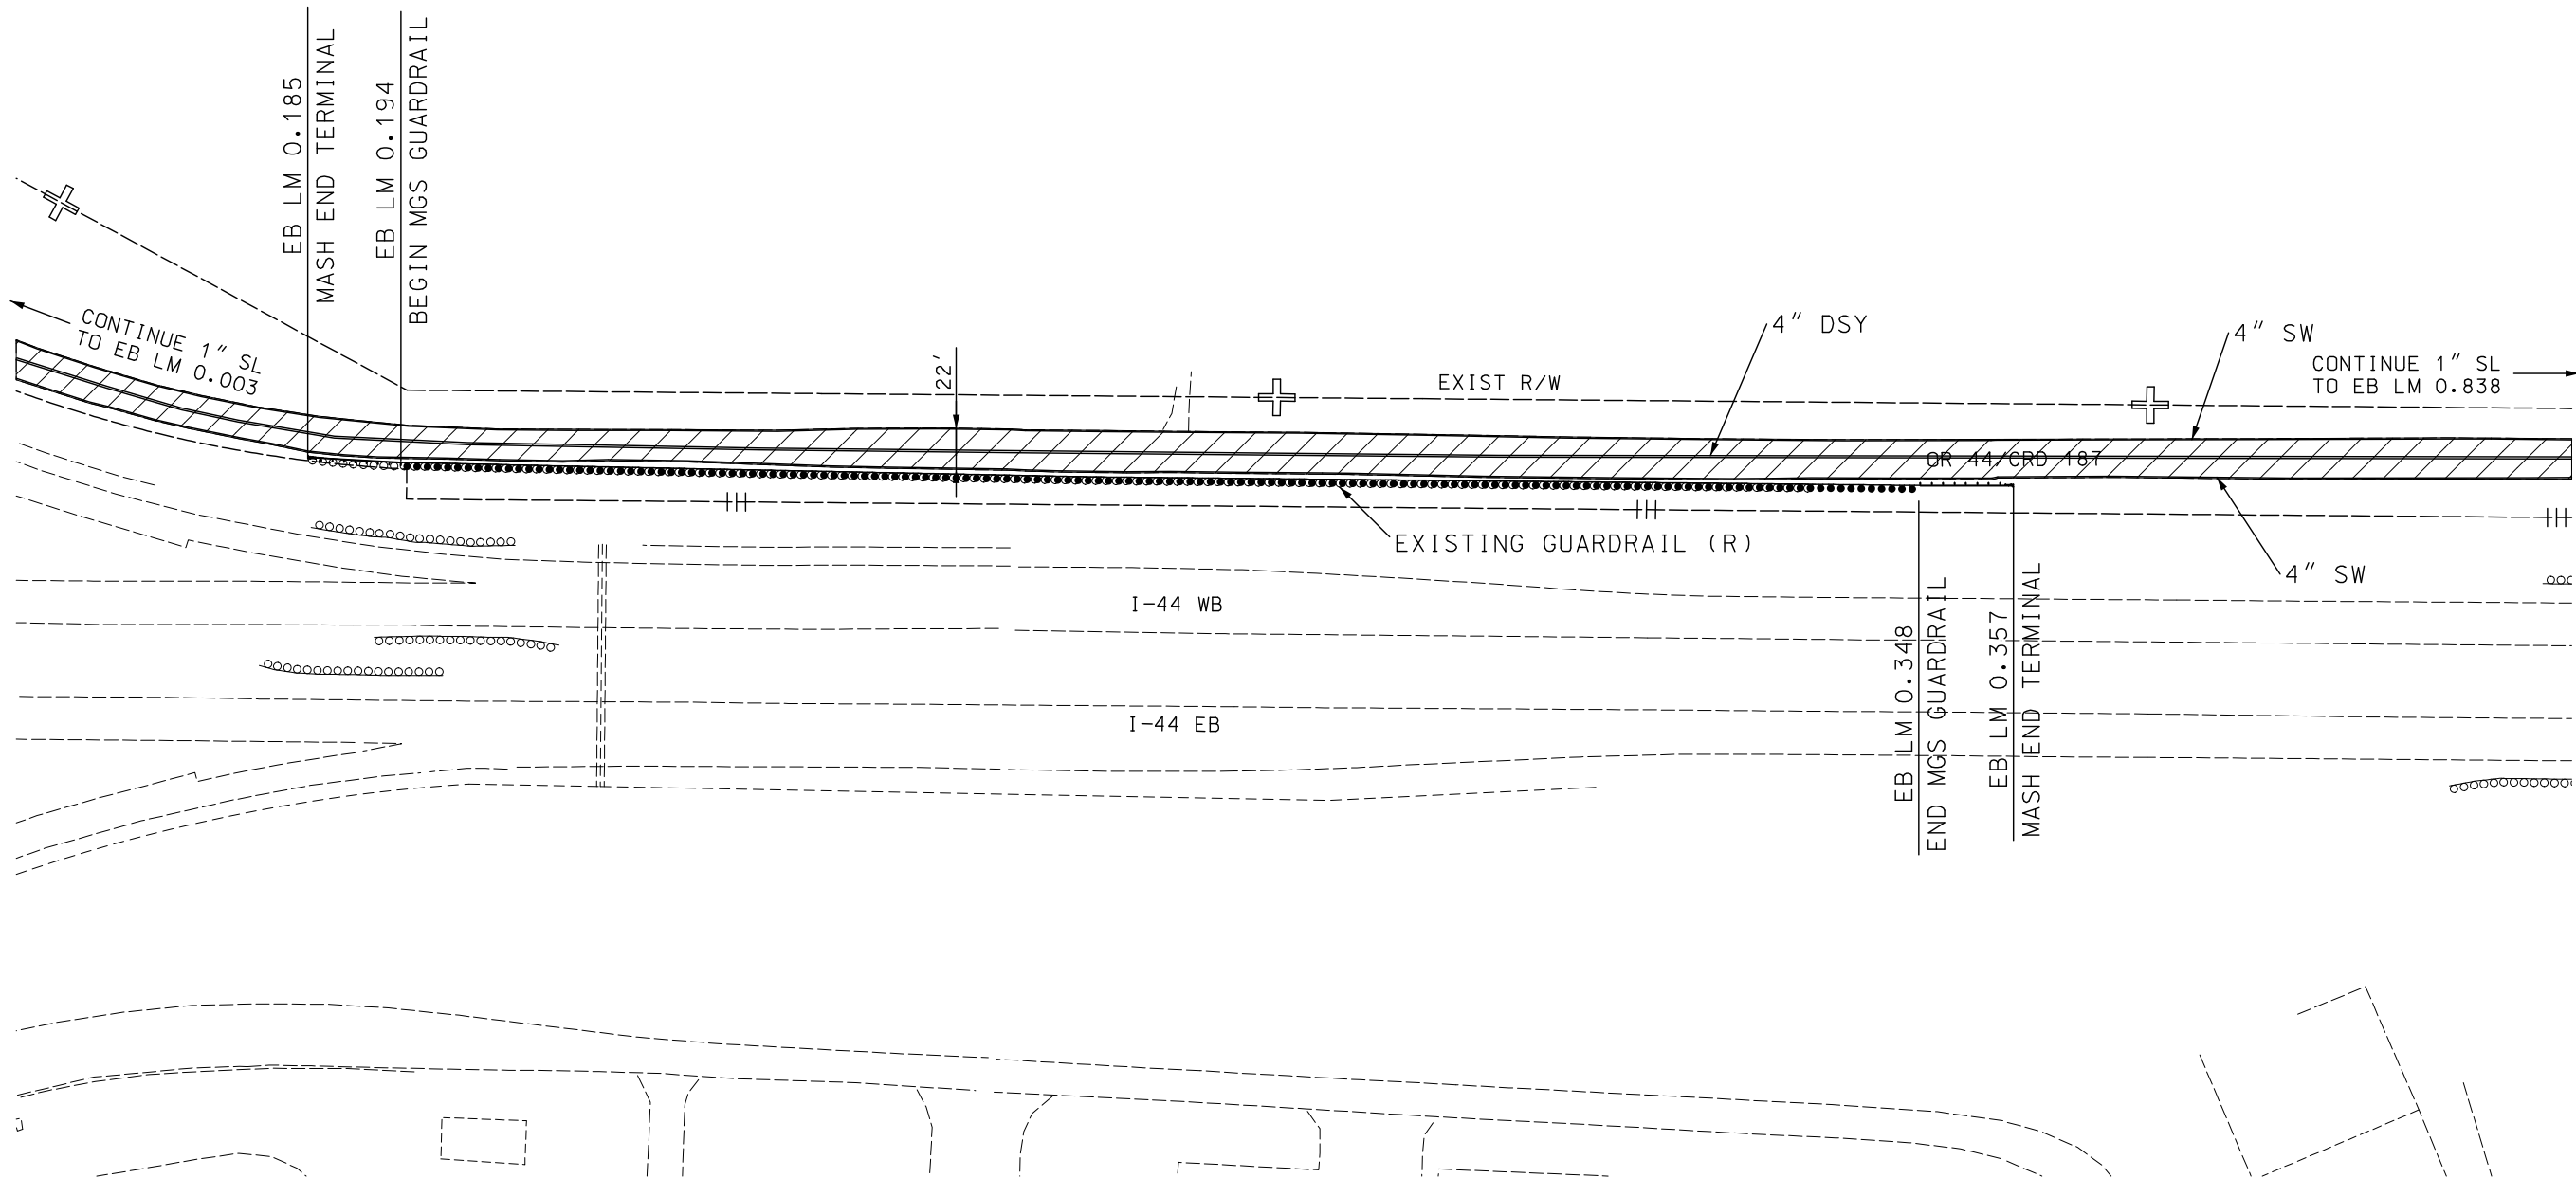 EB LM 0.185
MASH END TERMINAL
EB LM 0.194
BEGIN MGS GUARDRAIL
CONTINUE 1" SL
TO EB LM 0.003
22'
EXIST R/W
4" DSY
4" SW
CONTINUE 1" SL
TO EB LM 0.838
OR 44/CRD 187
EXISTING GUARDRAIL (R)
4" SW
I-44 WB
I-44 EB
EB LM 0.348
END MGS GUARDRAIL
EB LM 0.357
MASH END TERMINAL